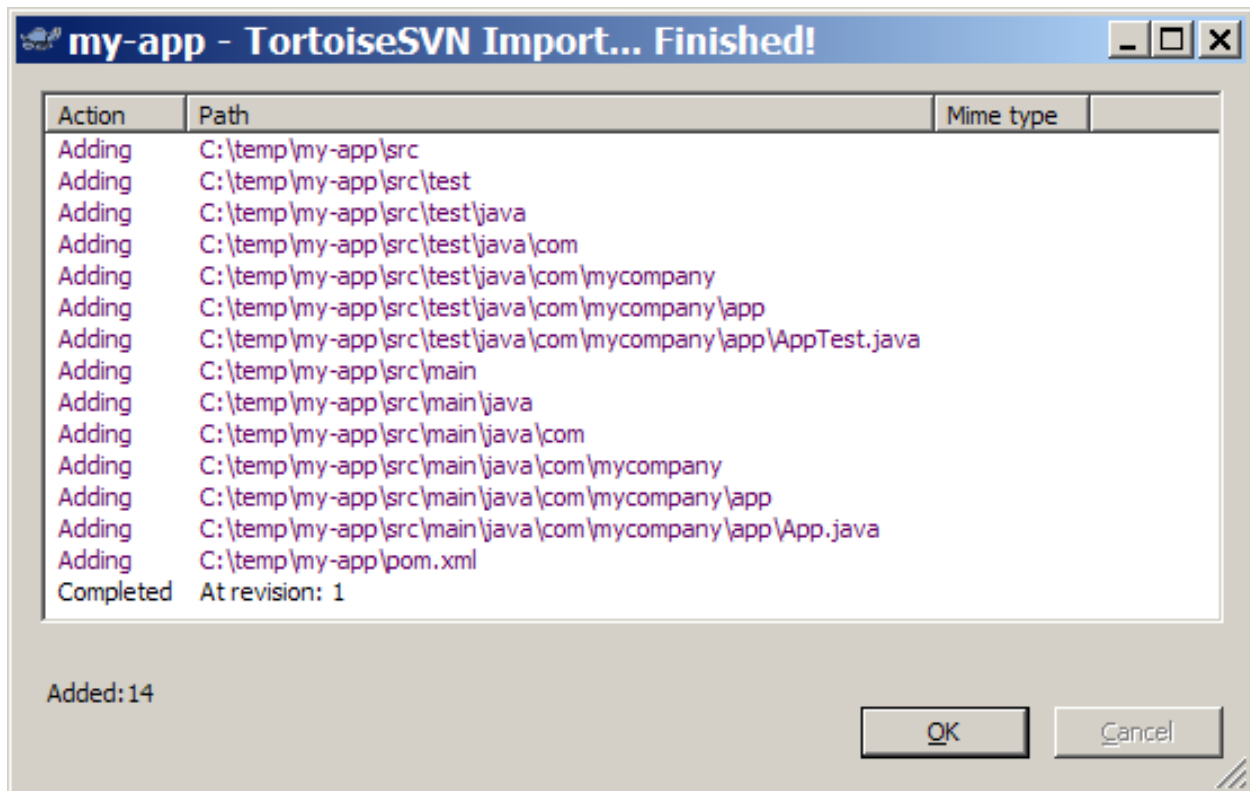 my-app - TortoiseSVN Import... Finished!
Action Path Mime type
Adding C:\temp\my-app\src
Adding C:\temp\my-app\src\test
Adding C:\temp\my-app\src\test\java
Adding C:\temp\my-app\src\test\java\com
Adding C:\temp\my-app\src\test\java\com\mycompany
Adding C:\temp\my-app\src\test\java\com\mycompany\app
Adding C:\temp\my-app\src\test\java\com\mycompany\app\AppTest.java
Adding C:\temp\my-app\src\main
Adding C:\temp\my-app\src\main\java
Adding C:\temp\my-app\src\main\java\com
Adding C:\temp\my-app\src\main\java\com\mycompany
Adding C:\temp\my-app\src\main\java\com\mycompany\app
Adding C:\temp\my-app\src\main\java\com\mycompany\app\App.java
Adding C:\temp\my-app\pom.xml
Completed At revision: 1
Added:14
OK Cancel